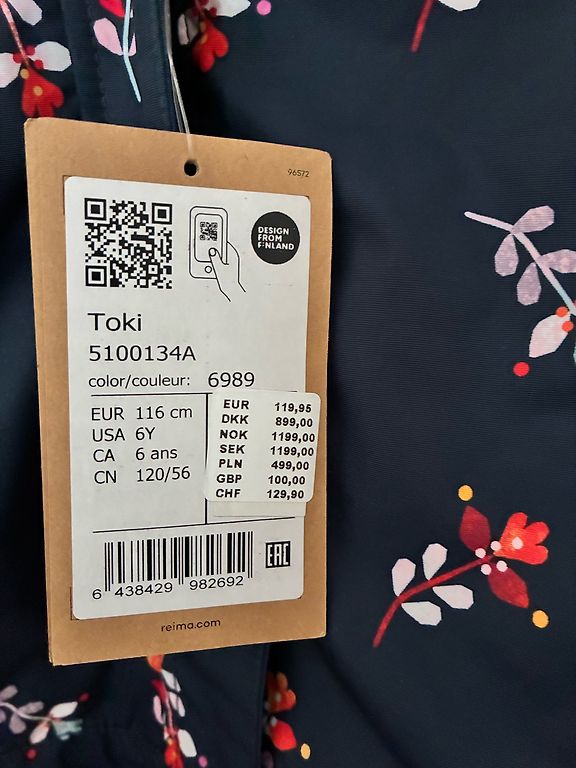 96572
DESIGN
FROM
FINLAND
Toki
5100134A
color/couleur: 6989
EUR 116 cm
USA 6Y
CA 6 ans
CN 120/56
EUR 119,95
DKK 899,00
NOK 1199,00
SEK 1199,00
PLN 499,00
GBP 100,00
CHF 129,90
EAC
6 438429 982692
reima.com